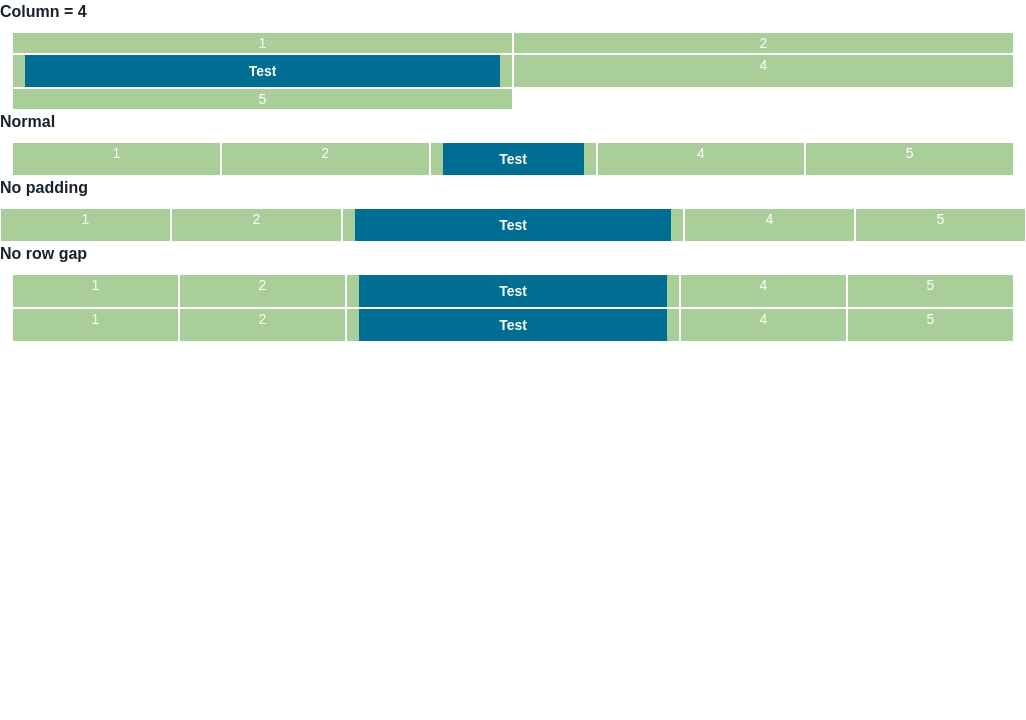 Column = 4
1 2
Test 4
5
Normal
1 2 Test 4 5
No padding
1 2 Test 4 5
No row gap
1 2 Test 4 5
1 2 Test 4 5